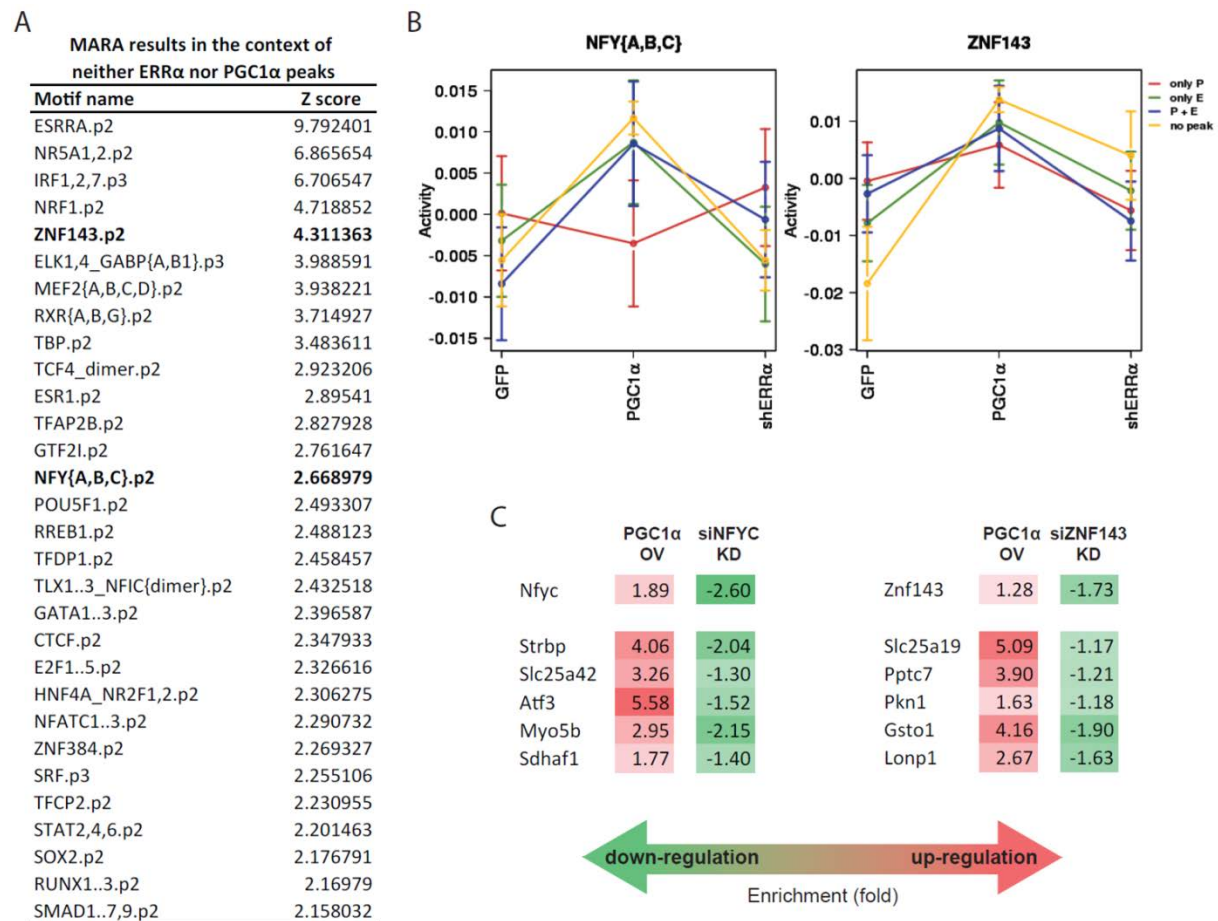 A
MARA results in the context of
neither ERRα nor PGC1α peaks
Motif name Z score
ESRRA.p2 9.792401
NR5A1,2.p2 6.865654
IRF1,2,7.p3 6.706547
NRF1.p2 4.718852
ZNF143.p2 4.311363
ELK1,4_GABP{A,B1}.p3 3.988591
MEF2{A,B,C,D}.p2 3.938221
RXR{A,B,G}.p2 3.714927
TBP.p2 3.483611
TCF4_dimer.p2 2.923206
ESR1.p2 2.89541
TFAP2B.p2 2.827928
GTF2I.p2 2.761647
NFY{A,B,C}.p2 2.668979
POU5F1.p2 2.493307
RREB1.p2 2.488123
TFDP1.p2 2.458457
TLX1..3_NFIC{dimer}.p2 2.432518
GATA1..3.p2 2.396587
CTCF.p2 2.347933
E2F1..5.p2 2.326616
HNF4A_NR2F1,2.p2 2.306275
NFATC1..3.p2 2.290732
ZNF384.p2 2.269327
SRF.p3 2.255106
TFCP2.p2 2.230955
STAT2,4,6.p2 2.201463
SOX2.p2 2.176791
RUNX1..3.p2 2.16979
SMAD1..7,9.p2 2.158032
B
NFY{A,B,C}
Activity
0.015
0.010
0.005
0.000
-0.005
-0.010
-0.015
GFP
PGC1α
shERRα
ZNF143
Activity
0.01
0.00
-0.01
-0.02
-0.03
GFP
PGC1α
shERRα
only P
only E
P + E
no peak
C
PGC1α siNFYC
OV KD
Nfyc 1.89 -2.60
Strbp 4.06 -2.04
Slc25a42 3.26 -1.30
Atf3 5.58 -1.52
Myo5b 2.95 -2.15
Sdhaf1 1.77 -1.40
PGC1α siZNF143
OV KD
Znf143 1.28 -1.73
Slc25a19 5.09 -1.17
Pptc7 3.90 -1.21
Pkn1 1.63 -1.18
Gsto1 4.16 -1.90
Lonp1 2.67 -1.63
down-regulation up-regulation
Enrichment (fold)